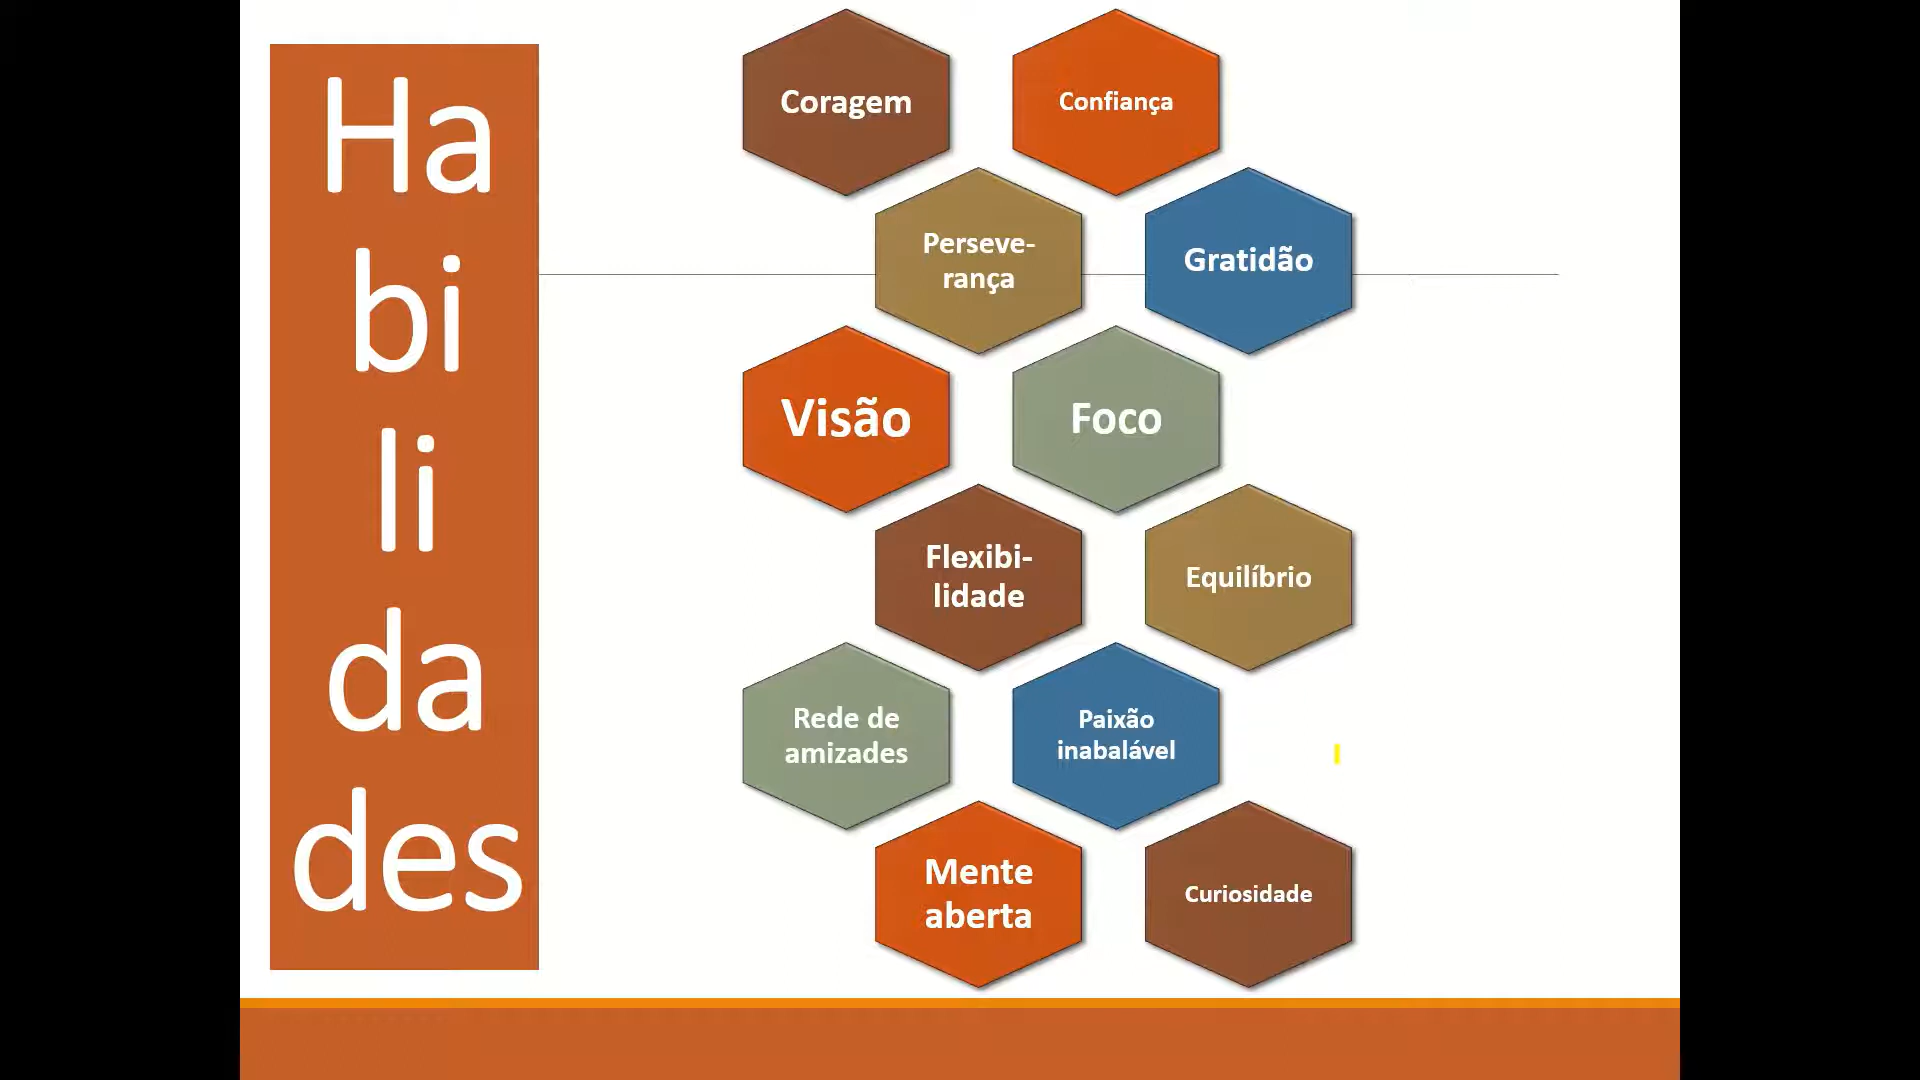 Ha
bi
li
da
des
Coragem
Confiança
Perseve-
rança
Gratidão
Visão
Foco
Flexibi-
lidade
Equilíbrio
Rede de
amizades
Paixão
inabalável
Mente
aberta
Curiosidade